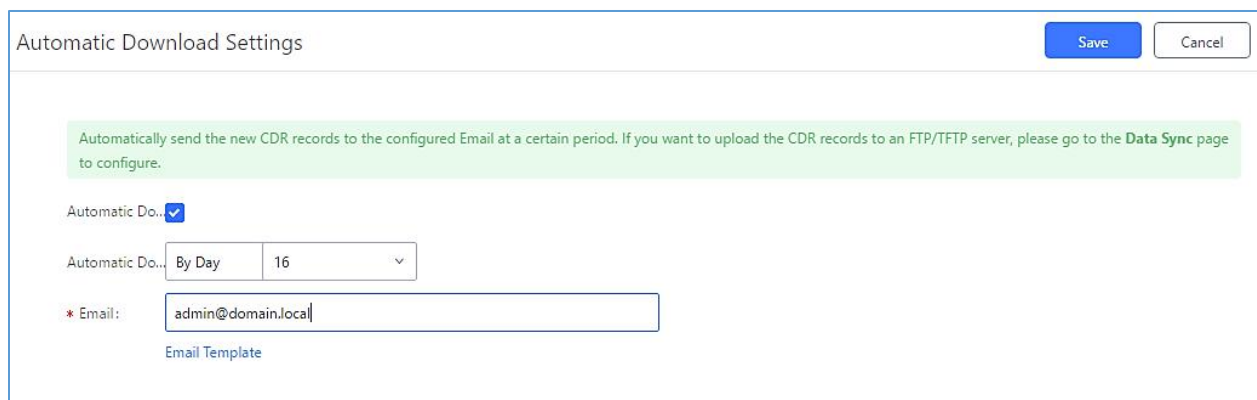 Automatic Download Settings
Save
Cancel
Automatically send the new CDR records to the configured Email at a certain period. If you want to upload the CDR records to an FTP/TFTP server, please go to the Data Sync page
to configure.
Automatic Do...
Automatic Do... By Day 16
* Email: admin@domain.local
Email Template